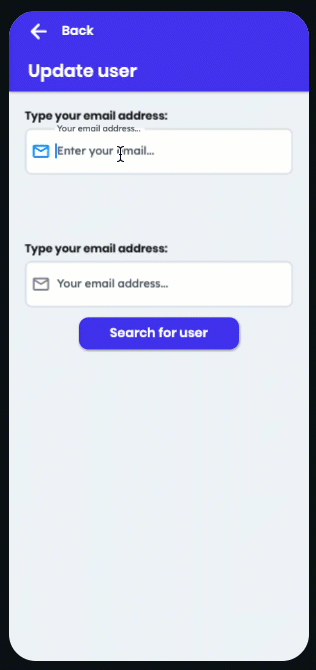 Back
Update user
Type your email address:
Your email address...
Enter your email...
Type your email address:
Your email address...
Search for user